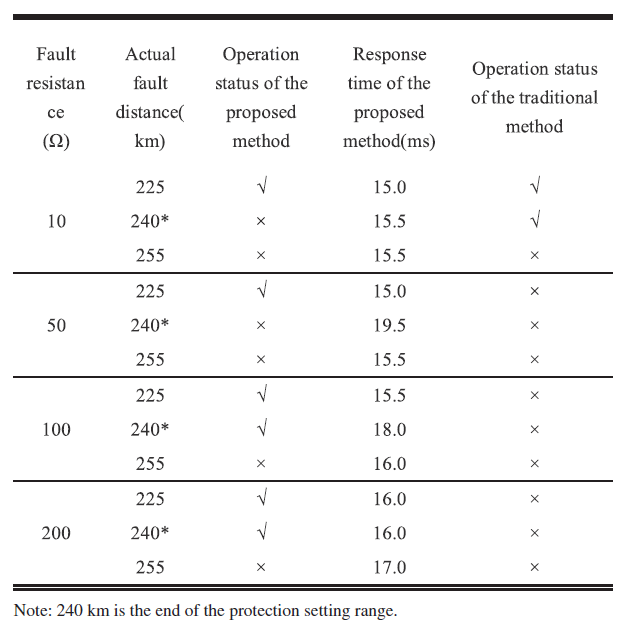 Fault resistan ce (Ω) Actual fault distance( km) Operation status of the proposed method Response time of the proposed method(ms) Operation status of the traditional method
225 √ 15.0 √
10 240* × 15.5 √
255 × 15.5 ×
225 √ 15.0 ×
50 240* × 19.5 ×
255 × 15.5 ×
225 √ 15.5 ×
100 240* √ 18.0 ×
255 × 16.0 ×
225 √ 16.0 ×
200 240* √ 16.0 ×
255 × 17.0 ×
Note: 240 km is the end of the protection setting range.